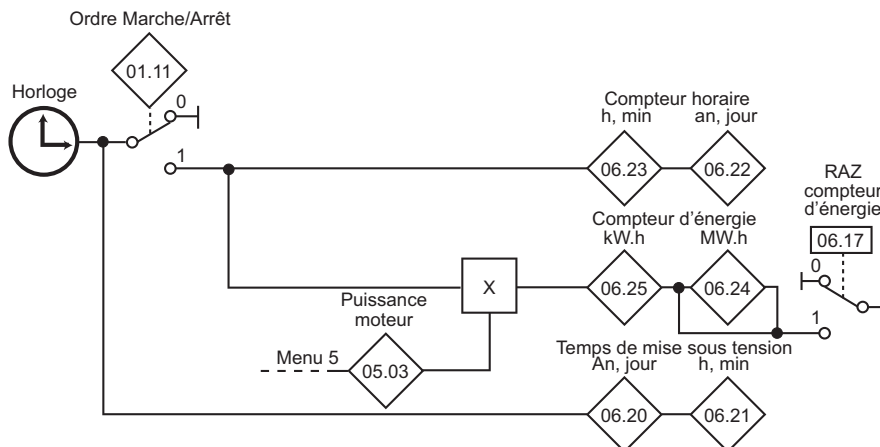 Ordre Marche/Arrêt
01.11
Horloge
0
1
Compteur horaire
h, min
an, jour
06.23
06.22
RAZ
compteur
d'énergie
06.17
0
1
Compteur d'énergie
kW.h
MW.h
X
06.25
06.24
Puissance
moteur
Menu 5
05.03
Temps de mise sous tension
An, jour
h, min
06.20
06.21